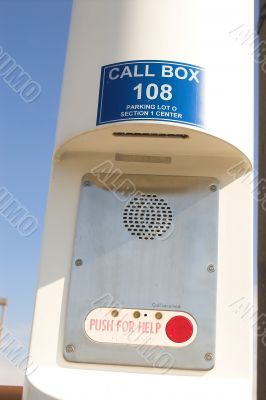 CALL BOX
108
PARKING LOT O
SECTION 1 CENTER
PUSH FOR HELP